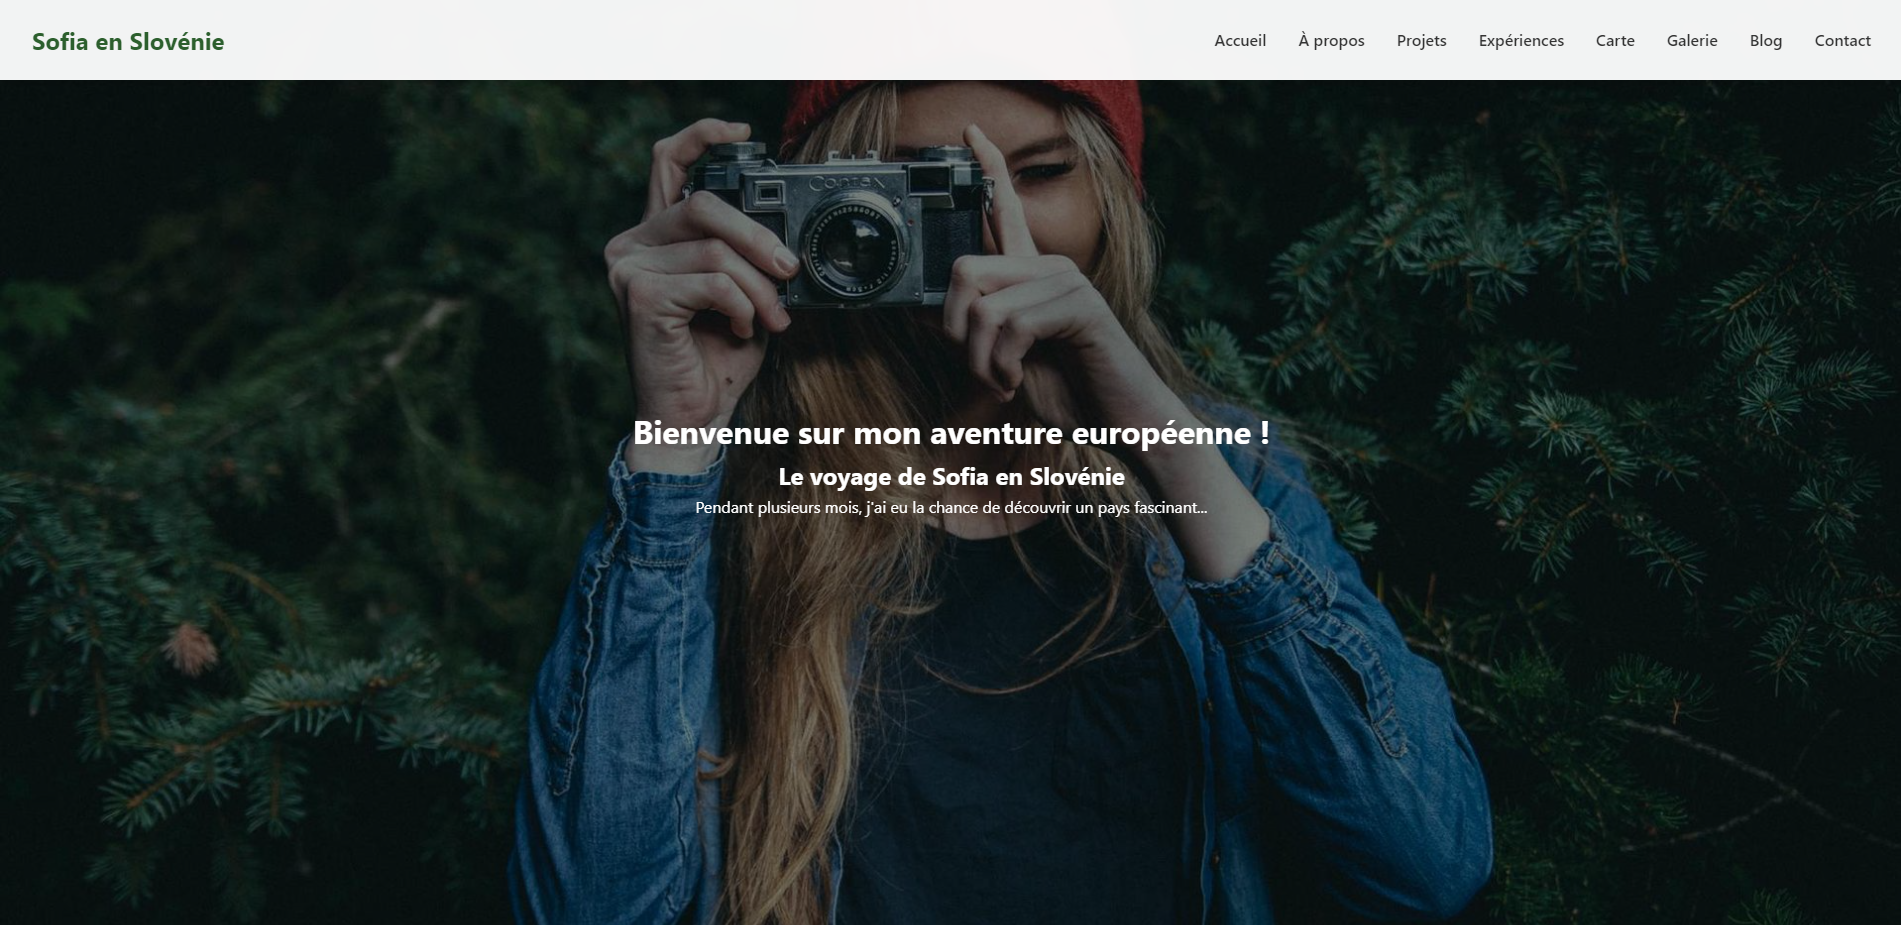 Sofia en Slovénie
Accueil À propos Projets Expériences Carte Galerie Blog Contact
Contax
Bienvenue sur mon aventure européenne !
Le voyage de Sofia en Slovénie
Pendant plusieurs mois, j'ai eu la chance de découvrir un pays fascinant...